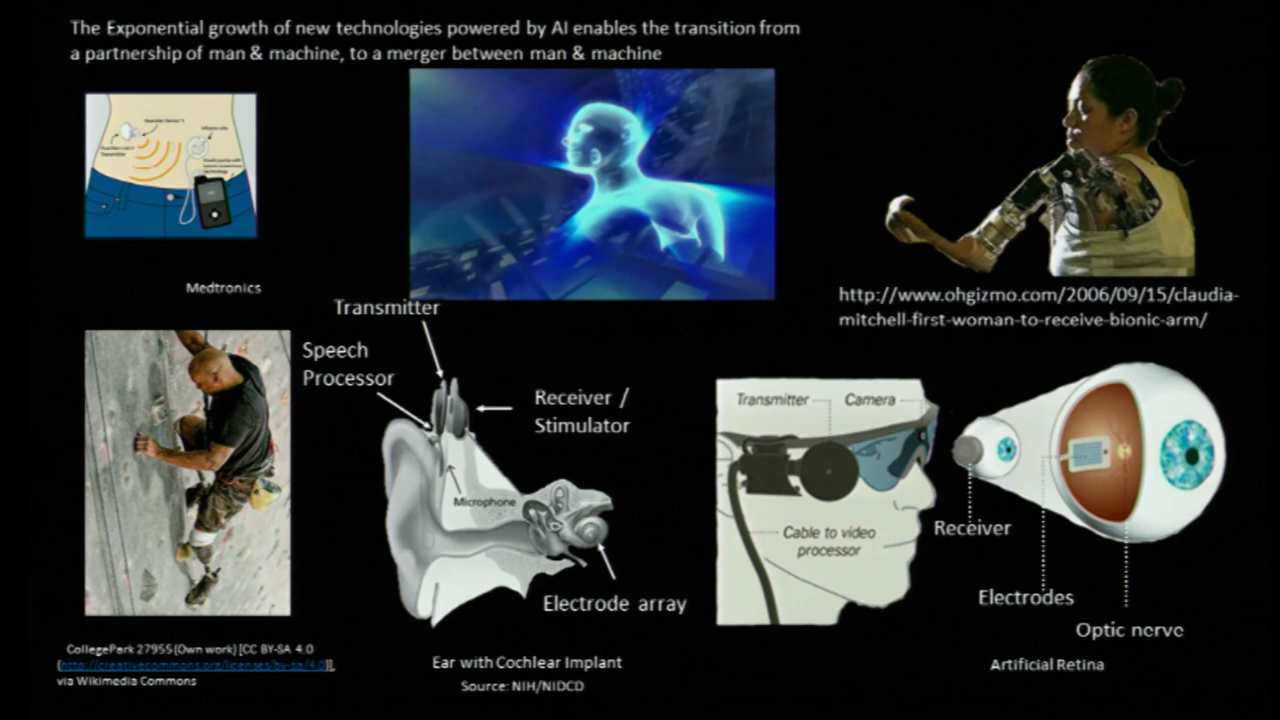 The Exponential growth of new technologies powered by AI enables the transition from
a partnership of man & machine, to a merger between man & machine
Medtronics
http://www.ohgizmo.com/2006/09/15/claudia-
mitchell-first-woman-to-receive-bionic-arm/
Transmitter
Speech
Processor
Receiver /
Stimulator
Microphone
Electrode array
Ear with Cochlear Implant
Source: NIH/NIDCD
Transmitter
Camera
Cable to video
processor
Receiver
Electrodes
Optic nerve
Artificial Retina
CollegePark 27955 (Own work) [CC BY-SA 4.0
(http://creativecommons.org/licenses/by-sa/4.0)],
via Wikimedia Commons